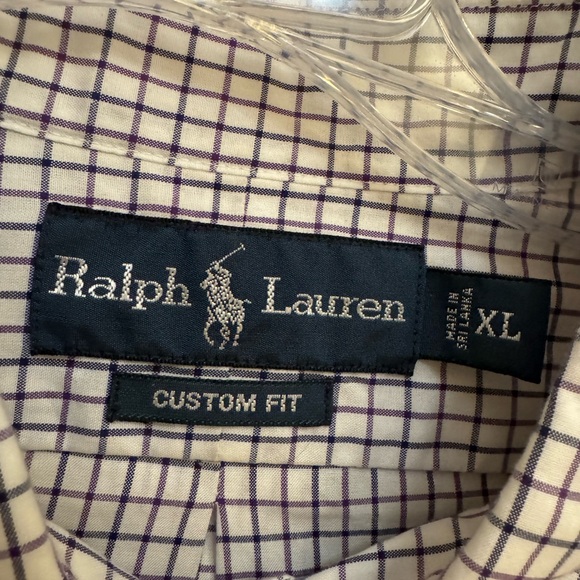 Ralph Lauren
MADE IN
SRI LANKA
XL
CUSTOM FIT